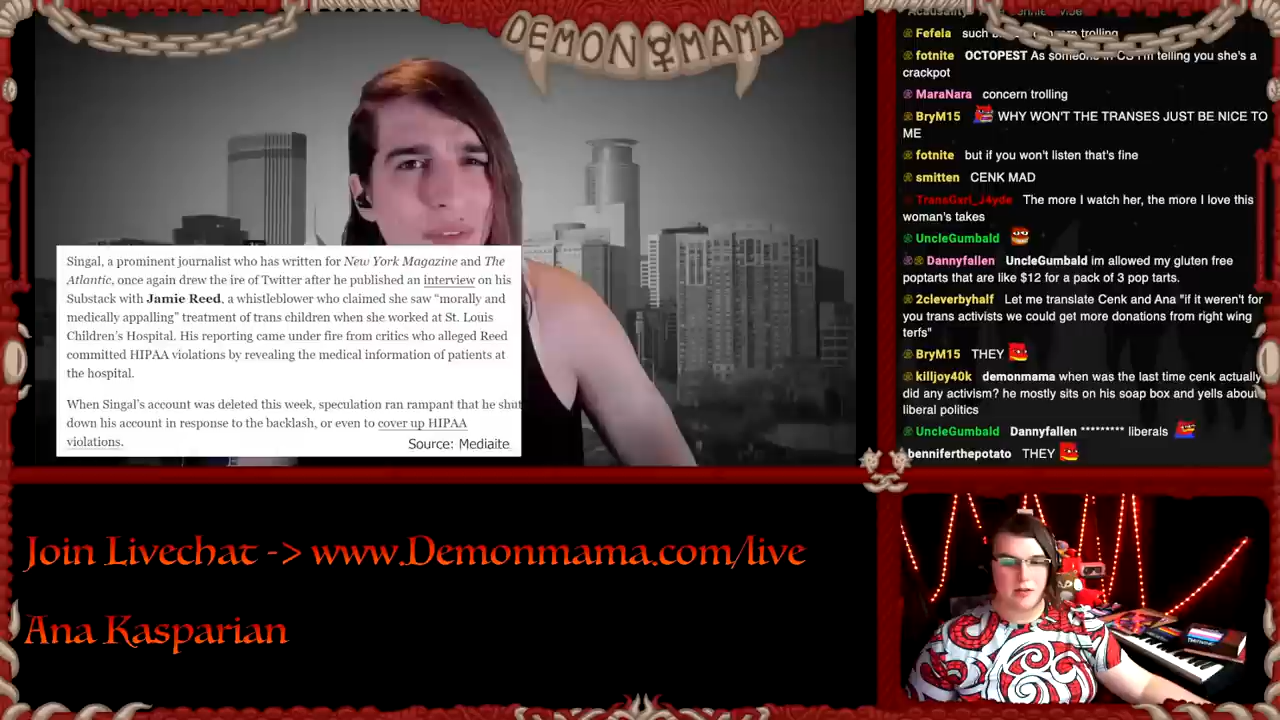 DEMON MAMA
Singal, a prominent journalist who has written for New York Magazine and The
Atlantic, once again drew the ire of Twitter after he published an interview on his
Substack with Jamie Reed, a whistleblower who claimed she saw “morally and
medically appalling” treatment of trans children when she worked at St. Louis
Children's Hospital. His reporting came under fire from critics who alleged Reed
committed HIPAA violations by revealing the medical information of patients at
the hospital.
When Singal's account was deleted this week, speculation ran rampant that he shut
down his account in response to the backlash, or even to cover up HIPAA
violations.
Source: Mediaite
Fefela such trolling
fotnite OCTOPEST As someone in CS I'm telling you she's a
crackpot
MaraNara concern trolling
BryM15 WHY WON'T THE TRANSES JUST BE NICE TO
ME
fotnite but if you won't listen that's fine
smitten CENK MAD
TransGxrl_J4yde The more I watch her, the more I love this
woman's takes
UncleGumbald
Dannyfallen UncleGumbald im allowed my gluten free
poptarts that are like $12 for a pack of 3 pop tarts.
2cleverbyhalf Let me translate Cenk and Ana "if it weren't for
you trans activists we could get more donations from right wing
terfs"
BryM15 THEY
killjoy40k demonmama when was the last time cenk actually
did any activism? he mostly sits on his soap box and yells about
liberal politics
UncleGumbald Dannyfallen ********* liberals
benniferthepotato THEY
Join Livechat -> www.Demonmama.com/live
Ana Kasparian